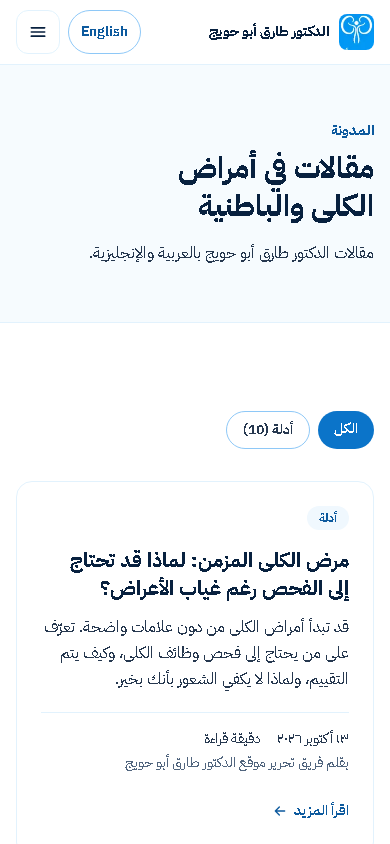 الدكتور طارق أبو حويج
English
المدونة
مقالات في أمراض
الكلى والباطنية
مقالات الدكتور طارق أبو حويج بالعربية والإنجليزية.
الكل
أدلة (10)
أدلة
مرض الكلى المزمن: لماذا قد تحتاج
إلى الفحص رغم غياب الأعراض؟
قد تبدأ أمراض الكلى من دون علامات واضحة. تعرّف
على من يحتاج إلى فحص وظائف الكلى، وكيف يتم
التقييم، ولماذا لا يكفي الشعور بأنك بخير.
١٣ أكتوبر ٢٠٢٦ دقيقة قراءة
بقلم فريق تحرير موقع الدكتور طارق أبو حويج
اقرأ المزيد ←